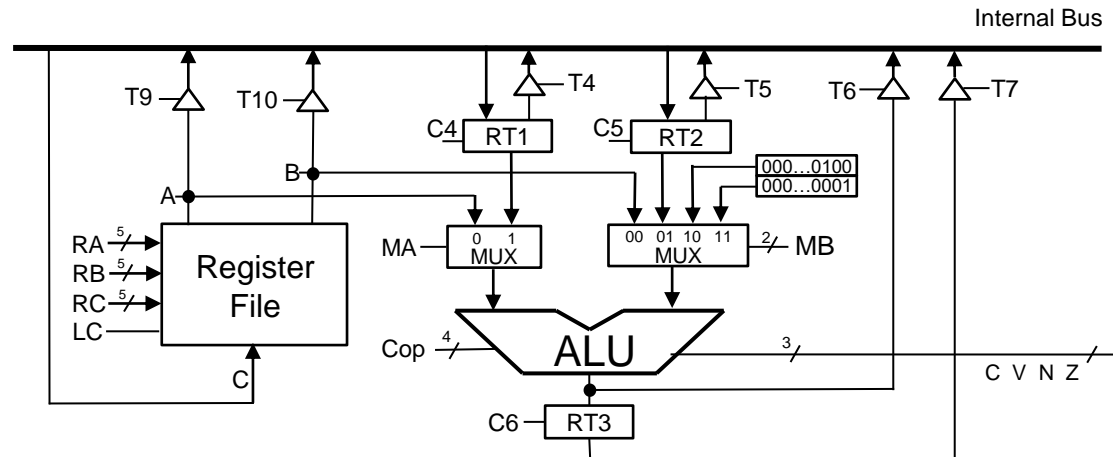 Internal Bus
T9
T10
T4
T5
T6
T7
C4
RT1
C5
RT2
B
000...0100
000...0001
A
RA 5
RB 5
RC 5
LC
Register
File
MA
0 1
MUX
00 01 10 11
MUX
2
MB
Cop
4
ALU
3
C V N Z
C
C6
RT3